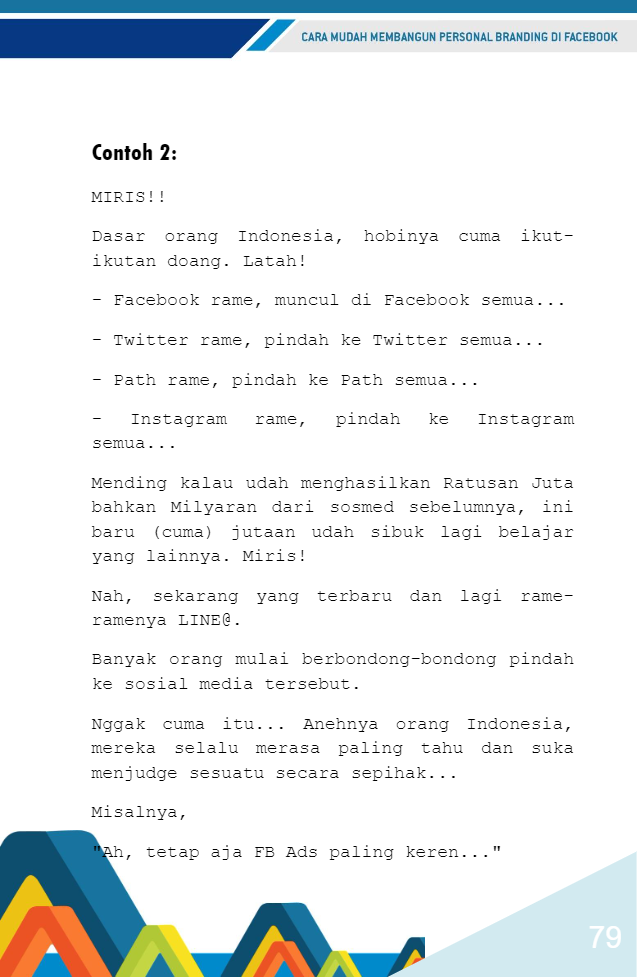 CARA MUDAH MEMBANGUN PERSONAL BRANDING DI FACEBOOK
Contoh 2:
MIRIS!!
Dasar orang Indonesia, hobinya cuma ikut-
ikutan doang. Latah!
- Facebook rame, muncul di Facebook semua...
- Twitter rame, pindah ke Twitter semua...
- Path rame, pindah ke Path semua...
- Instagram rame, pindah ke Instagram
semua...
Mending kalau udah menghasilkan Ratusan Juta
bahkan Milyaran dari sosmed sebelumnya, ini
baru (cuma) jutaan udah sibuk lagi belajar
yang lainnya. Miris!
Nah, sekarang yang terbaru dan lagi rame-
ramenya LINE@.
Banyak orang mulai berbondong-bondong pindah
ke sosial media tersebut.
Nggak cuma itu... Anehnya orang Indonesia,
mereka selalu merasa paling tahu dan suka
menjudge sesuatu secara sepihak...
Misalnya,
"Ah, tetap aja FB Ads paling keren..."
79